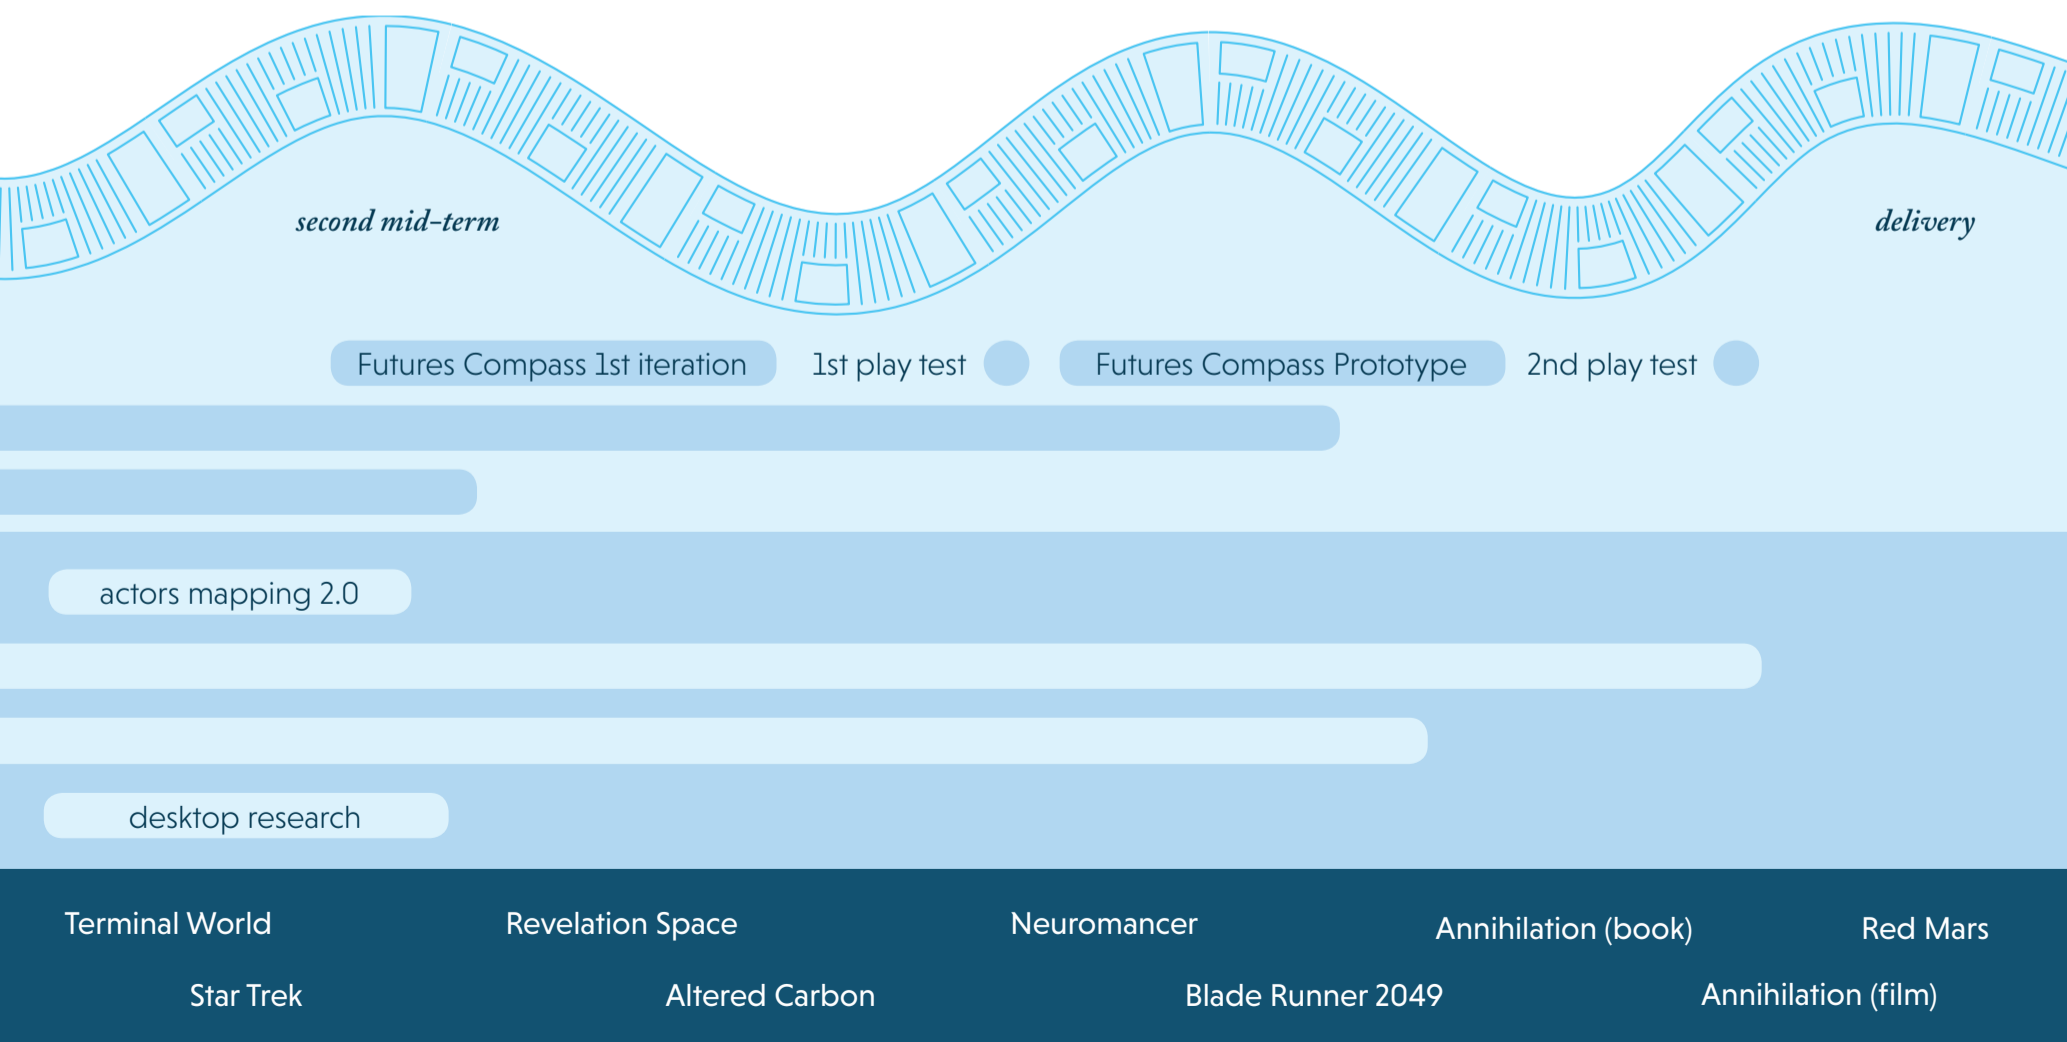 second mid-term
delivery
Futures Compass 1st iteration
1st play test
Futures Compass Prototype
2nd play test
actors mapping 2.0
desktop research
Terminal World
Revelation Space
Neuromancer
Annihilation (book)
Red Mars
Star Trek
Altered Carbon
Blade Runner 2049
Annihilation (film)